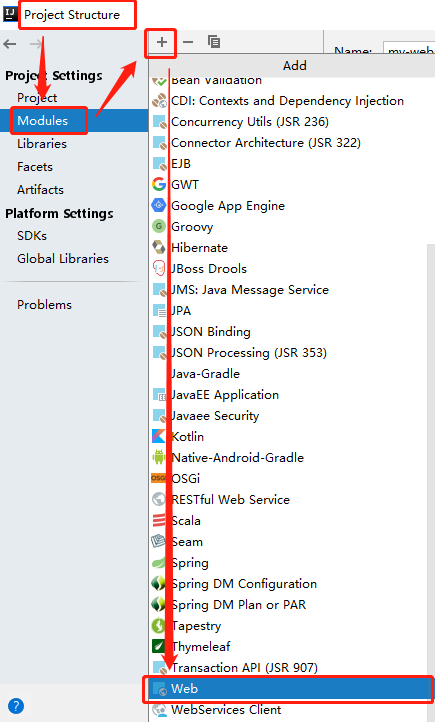 Project Structure
Name: my-web
Add
Project Settings
Project
Modules
Libraries
Facets
Artifacts
Platform Settings
SDKs
Global Libraries
Problems
Bean Validation
CDI: Contexts and Dependency Injection
Concurrency Utils (JSR 236)
Connector Architecture (JSR 322)
EJB
GWT
Google App Engine
Groovy
Hibernate
JBoss Drools
JMS: Java Message Service
JPA
JSON Binding
JSON Processing (JSR 353)
Java-Gradle
JavaEE Application
Javaee Security
Kotlin
Native-Android-Gradle
OSGi
RESTful Web Service
Scala
Seam
Spring
Spring DM Configuration
Spring DM Plan or PAR
Tapestry
Thymeleaf
Transaction API (JSR 907)
Web
WebServices Client